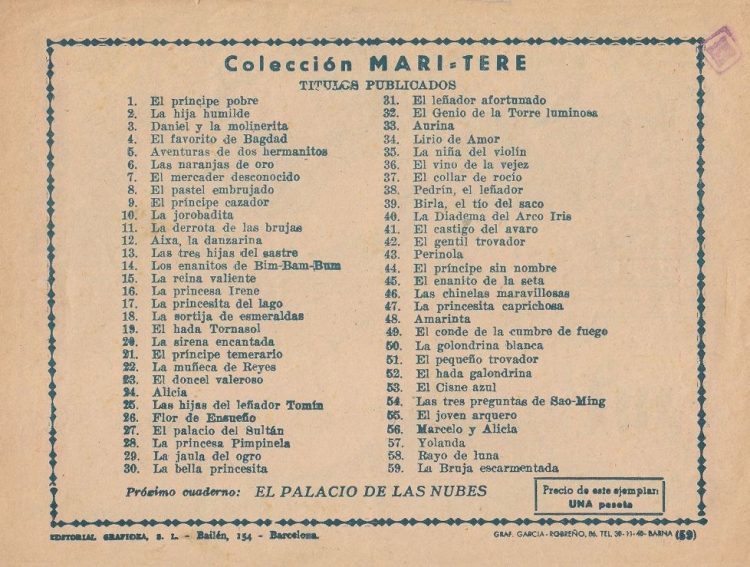 Colección MARI-TERE
TITULOS PUBLICADOS
1. El príncipe pobre
2. La hija humilde
3. Daniel y la molinerita
4. El favorito de Bagdad
5. Aventuras de dos hermanitos
6. Las naranjas de oro
7. El mercader desconocido
8. El pastel embrujado
9. El príncipe cazador
10. La jorobadita
11. La derrota de las brujas
12. Aixa, la danzarina
13. Las tres hijas del sastre
14. Los enanitos de Bim-Bam-Bum
15. La reina valiente
16. La princesa Irene
17. La princesita del lago
18. La sortija de esmeraldas
19. El hada Tornasol
20. La sirena encantada
21. El príncipe temerario
22. La muñeca de Reyes
23. El doncel valeroso
24. Alicia
25. Las hijas del leñador Tomín
26. Flor de Ensueño
27. El palacio del Sultán
28. La princesa Pimpinela
29. La jaula del ogro
30. La bella princesita
31. El leñador afortunado
32. El Genio de la Torre luminosa
33. Aurina
34. Lirio de Amor
35. La niña del violín
36. El vino de la vejez
37. El collar de rocío
38. Pedrín, el leñador
39. Birla, el tío del saco
40. La Diadema del Arco Iris
41. El castigo del avaro
42. El gentil trovador
43. Perinola
44. El príncipe sin nombre
45. El enanito de la seta
46. Las chinelas maravillosas
47. La princesita caprichosa
48. Amarinta
49. El conde de la cumbre de fuego
50. La golondrina blanca
51. El pequeño trovador
52. El hada galondrina
53. El Cisne azul
54. Las tres preguntas de Sao-Ming
55. El joven arquero
56. Marcelo y Alicia
57. Yolanda
58. Rayo de luna
59. La Bruja escarmentada
Próximo cuaderno: EL PALACIO DE LAS NUBES
Precio de este ejemplar:
UNA peseta
EDITORIAL GRAFIDEA, S. L. - Bailén, 154 - Barcelona.
GRAF. GARCIA-ROBREÑO, 86. TEL. 30-11-40- BARNA (59)